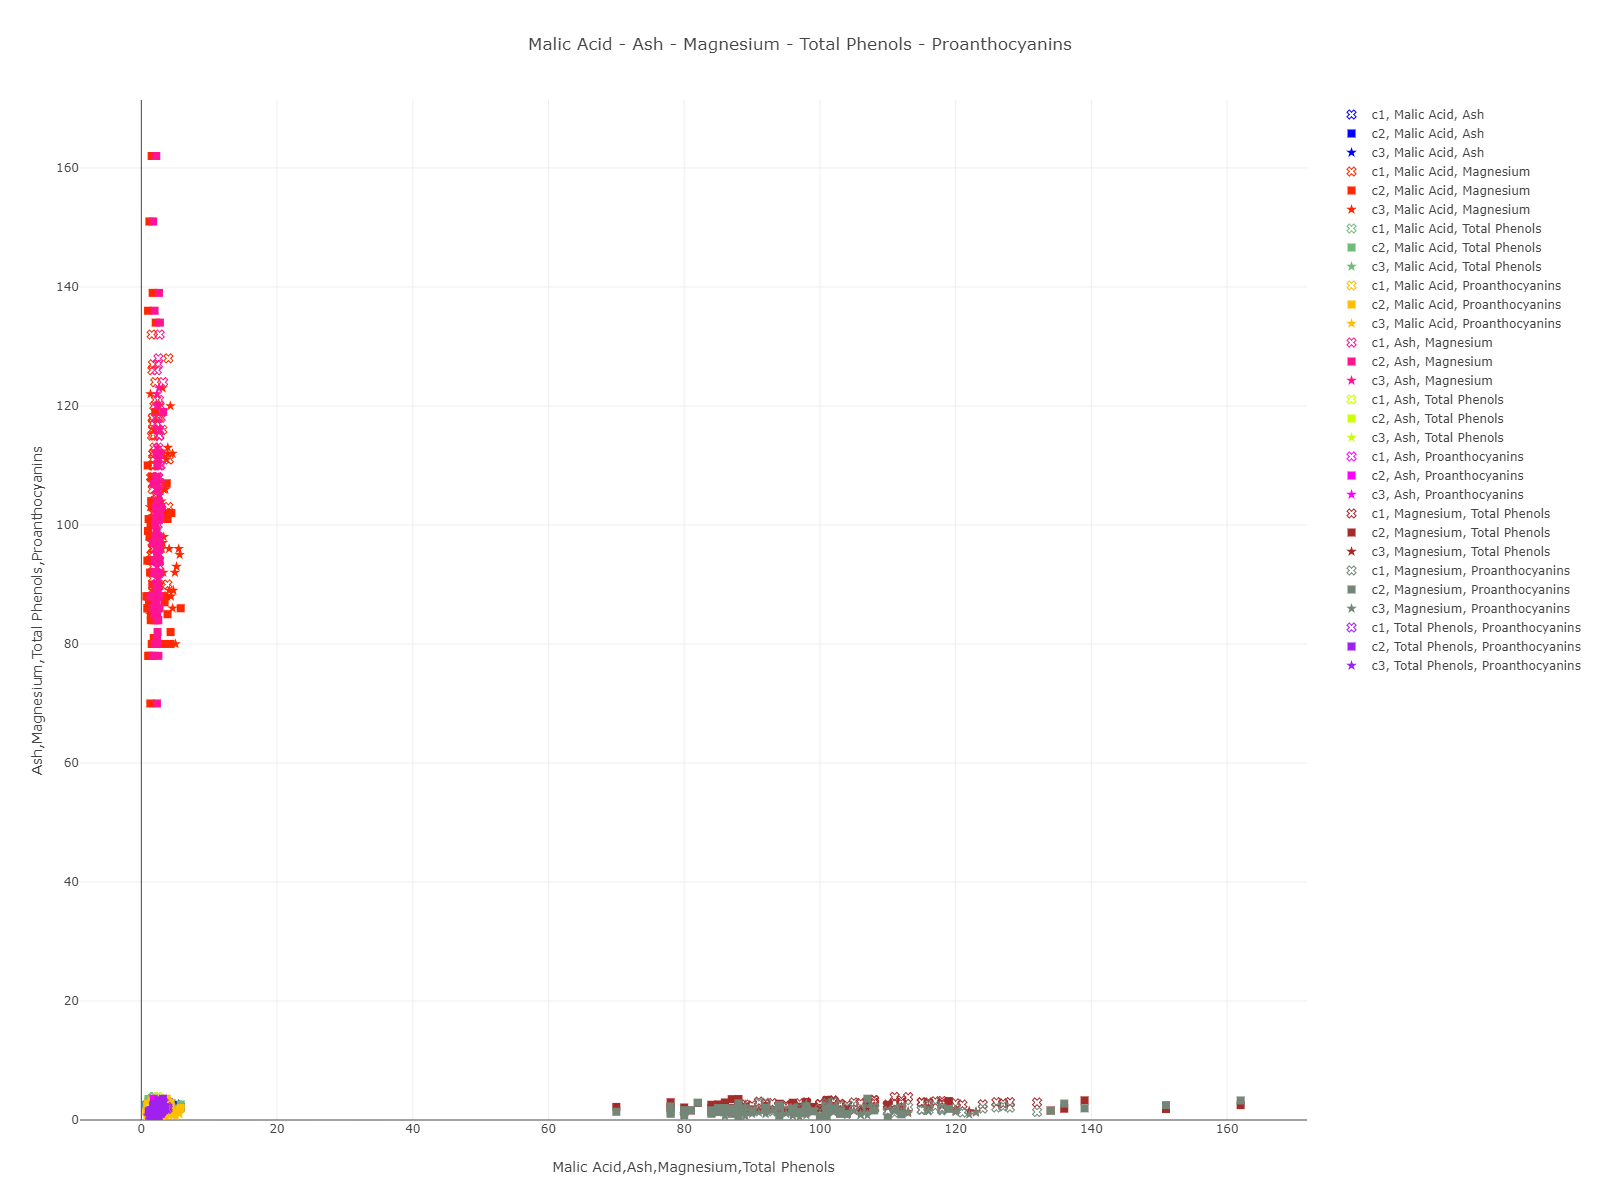 Malic Acid - Ash - Magnesium - Total Phenols - Proanthocyanins
160
140
120
100
80
60
40
20
0
Ash,Magnesium,Total Phenols,Proanthocyanins
0 20 40 60 80 100 120 140 160
Malic Acid,Ash,Magnesium,Total Phenols
c1, Malic Acid, Ash
c2, Malic Acid, Ash
c3, Malic Acid, Ash
c1, Malic Acid, Magnesium
c2, Malic Acid, Magnesium
c3, Malic Acid, Magnesium
c1, Malic Acid, Total Phenols
c2, Malic Acid, Total Phenols
c3, Malic Acid, Total Phenols
c1, Malic Acid, Proanthocyanins
c2, Malic Acid, Proanthocyanins
c3, Malic Acid, Proanthocyanins
c1, Ash, Magnesium
c2, Ash, Magnesium
c3, Ash, Magnesium
c1, Ash, Total Phenols
c2, Ash, Total Phenols
c3, Ash, Total Phenols
c1, Ash, Proanthocyanins
c2, Ash, Proanthocyanins
c3, Ash, Proanthocyanins
c1, Magnesium, Total Phenols
c2, Magnesium, Total Phenols
c3, Magnesium, Total Phenols
c1, Magnesium, Proanthocyanins
c2, Magnesium, Proanthocyanins
c3, Magnesium, Proanthocyanins
c1, Total Phenols, Proanthocyanins
c2, Total Phenols, Proanthocyanins
c3, Total Phenols, Proanthocyanins